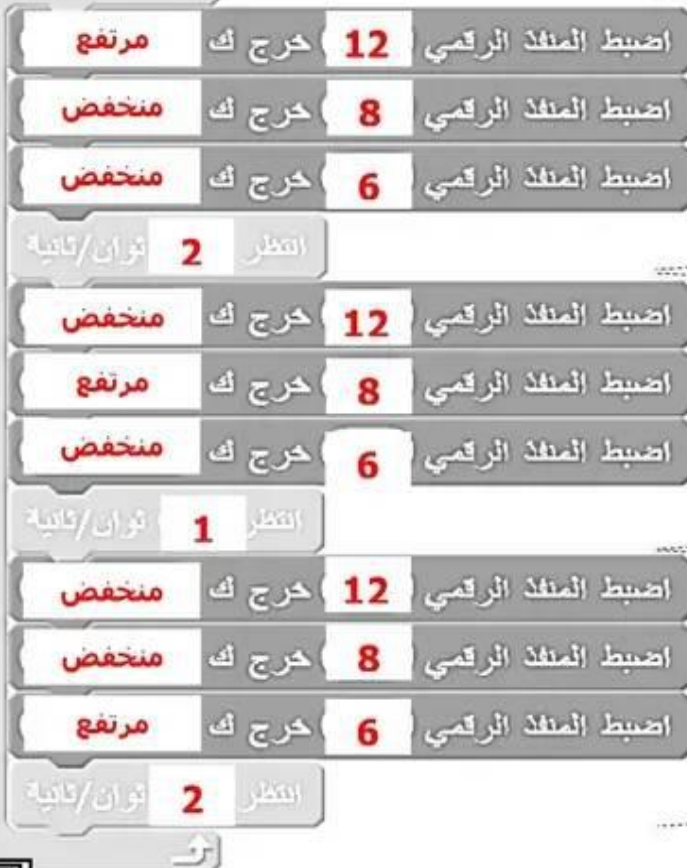 اضبط المنفذ الرقمي 12 خرج ك مرتفع
اضبط المنفذ الرقمي 8 خرج ك منخفض
اضبط المنفذ الرقمي 6 خرج ك منخفض
انتظر 2 ثوان/ثانية
اضبط المنفذ الرقمي 12 خرج ك منخفض
اضبط المنفذ الرقمي 8 خرج ك مرتفع
اضبط المنفذ الرقمي 6 خرج ك منخفض
انتظر 1 ثوان/ثانية
اضبط المنفذ الرقمي 12 خرج ك منخفض
اضبط المنفذ الرقمي 8 خرج ك منخفض
اضبط المنفذ الرقمي 6 خرج ك مرتفع
انتظر 2 ثوان/ثانية